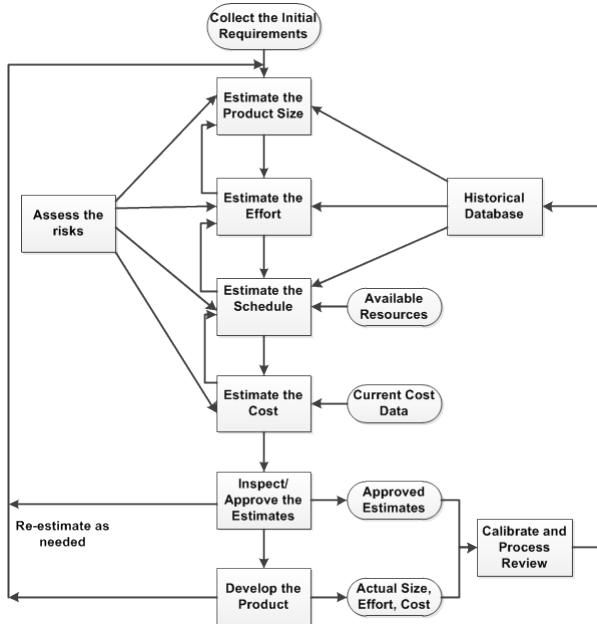 Collect the Initial
Requirements
Estimate the
Product Size
Assess the
risks
Estimate the
Effort
Historical
Database
Estimate the
Schedule
Available
Resources
Estimate the
Cost
Current Cost
Data
Inspect/
Approve the
Estimates
Approved
Estimates
Re-estimate as
needed
Calibrate and
Process
Review
Develop the
Product
Actual Size,
Effort, Cost